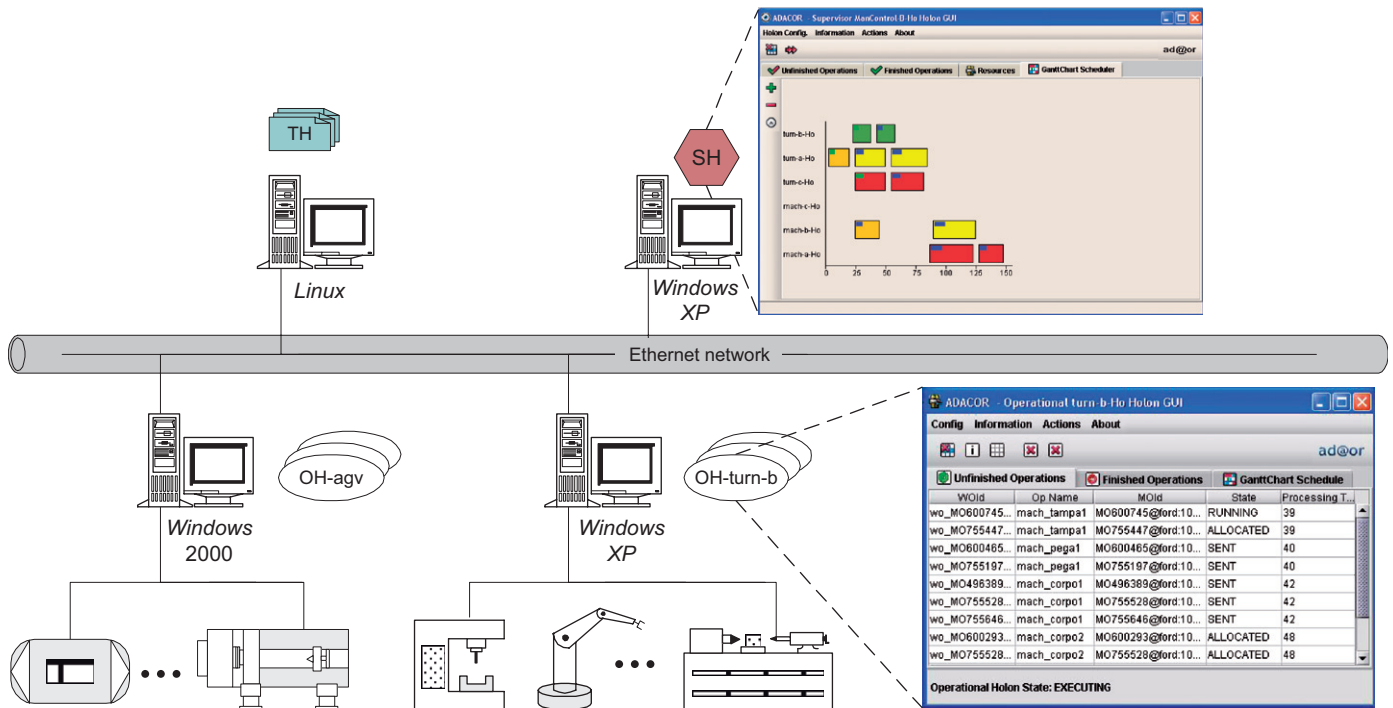 ADACOR - Supervisor ManControl B-Ho Holon GUI
Holon Config. Information Actions About
ad@or
Unfinished Operations Finished Operations Resources GanttChart Scheduler
turn-b-Ho
turn-a-Ho
turn-c-Ho
mach-c-Ho
mach-b-Ho
mach-a-Ho
0 25 50 75 100 125 150
TH
SH
Linux
Windows
XP
Ethernet network
OH-agv
OH-turn-b
Windows
2000
Windows
XP
ADACOR - Operational turn-b-Ho Holon GUI
Config Information Actions About
ad@or
Unfinished Operations Finished Operations GanttChart Schedule
WOId Op Name MOId State Processing T...
wo_MO600745... mach_tampa1 MO600745@ford:10... RUNNING 39
wo_MO755447... mach_tampa1 MO755447@ford:10... ALLOCATED 39
wo_MO600465... mach_pega1 MO600465@ford:10... SENT 40
wo_MO755197... mach_pega1 MO755197@ford:10... SENT 40
wo_MO496389... mach_corpo1 MO496389@ford:10... SENT 42
wo_MO755528... mach_corpo1 MO755528@ford:10... SENT 42
wo_MO755646... mach_corpo1 MO755646@ford:10... SENT 42
wo_MO600293... mach_corpo2 MO600293@ford:10... ALLOCATED 48
wo_MO755528... mach_corpo2 MO755528@ford:10... ALLOCATED 48
Operational Holon State: EXECUTING